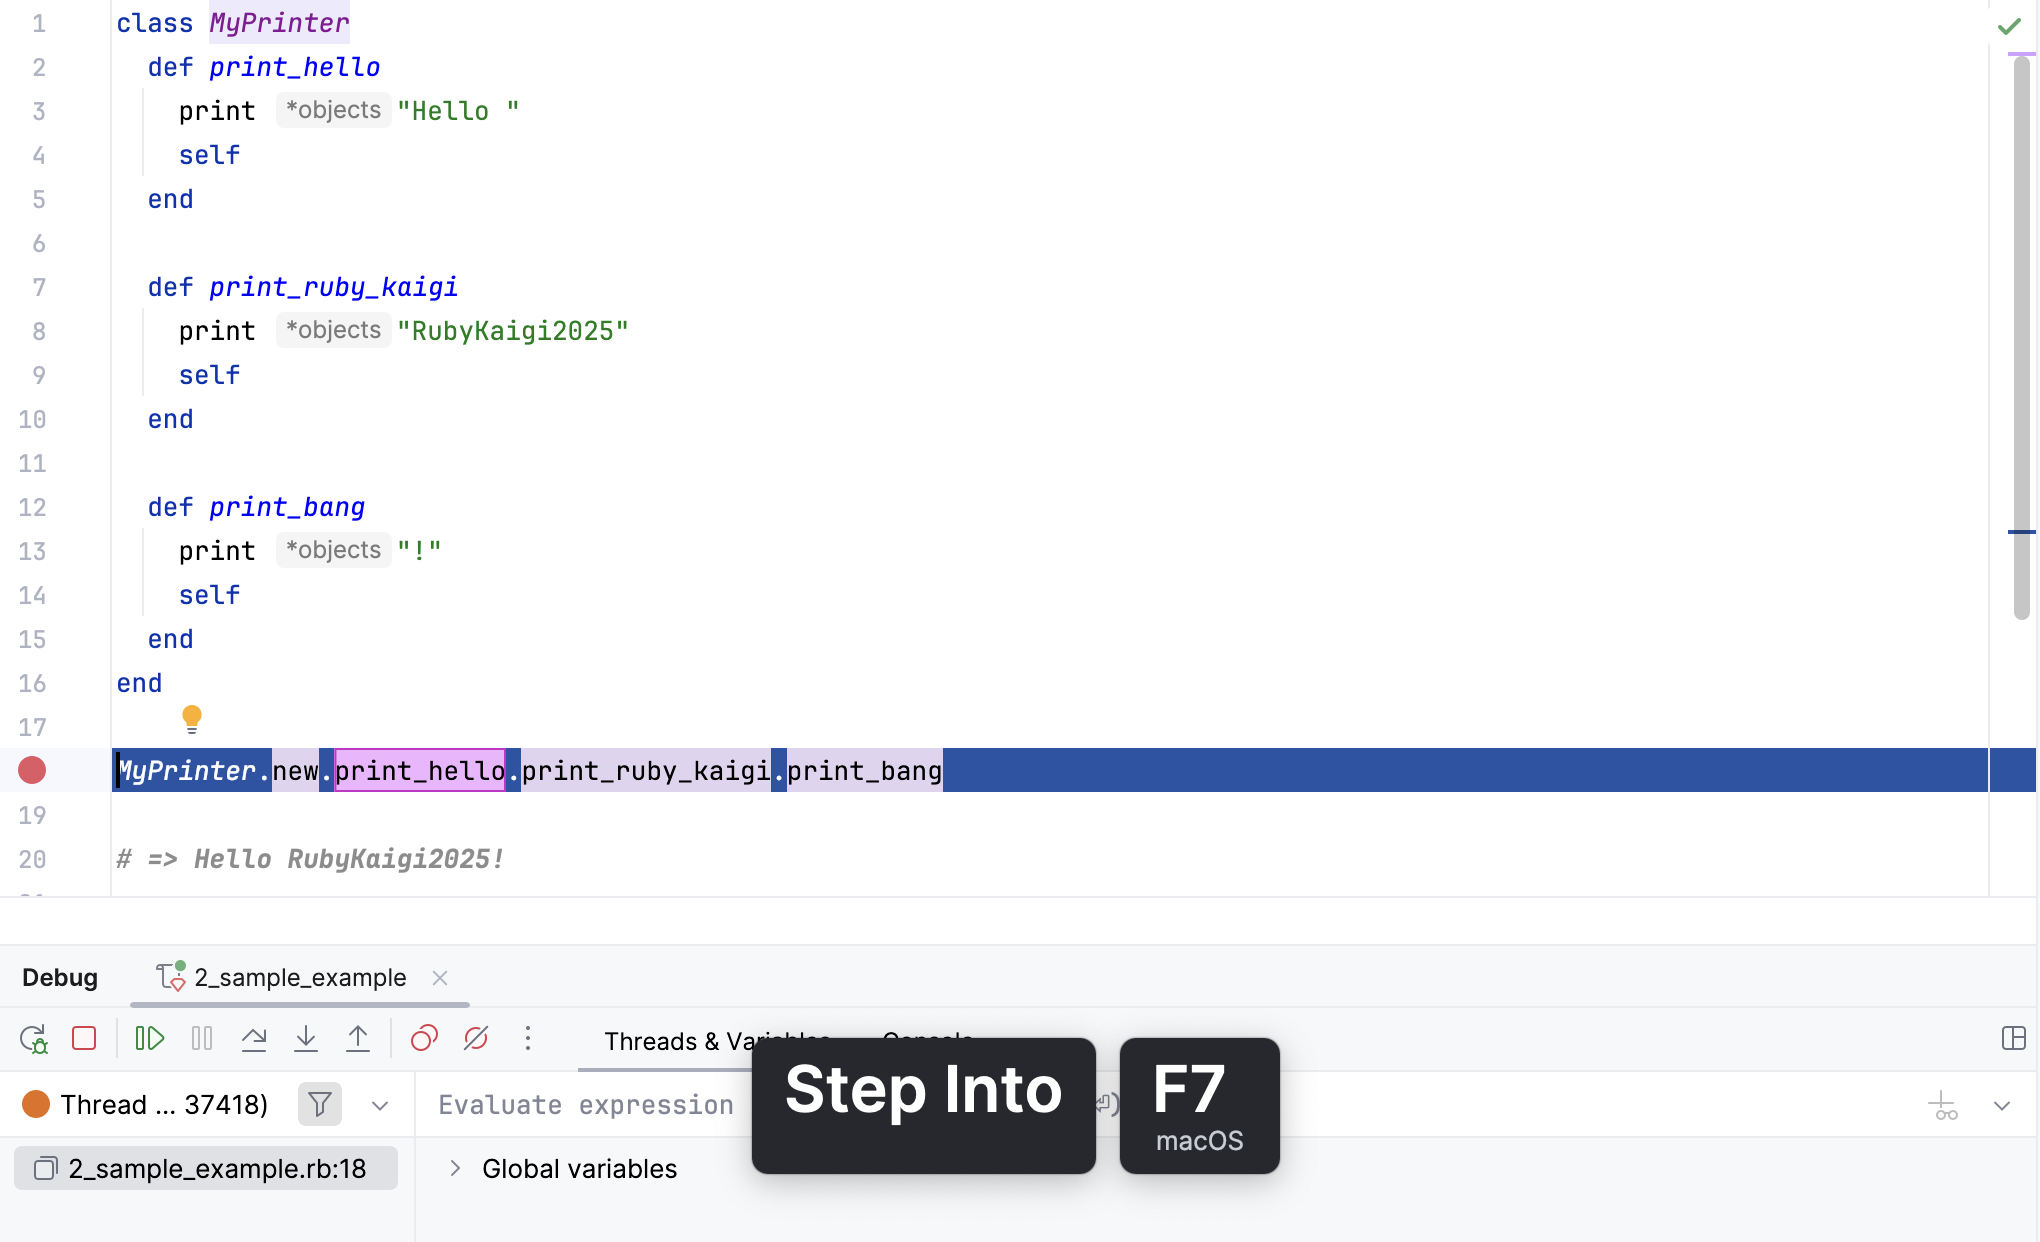 1 class MyPrinter
2 def print_hello
3 print *objects "Hello "
4 self
5 end
6
7 def print_ruby_kaigi
8 print *objects "RubyKaigi2025"
9 self
10 end
11
12 def print_bang
13 print *objects "!"
14 self
15 end
16 end
17
MyPrinter.new.print_hello.print_ruby_kaigi.print_bang
19
20 # => Hello RubyKaigi2025!
Debug 2_sample_example
Threads & Variables Console
Thread ... 37418) Evaluate expression
Step Into
F7
macOS
2_sample_example.rb:18 Global variables